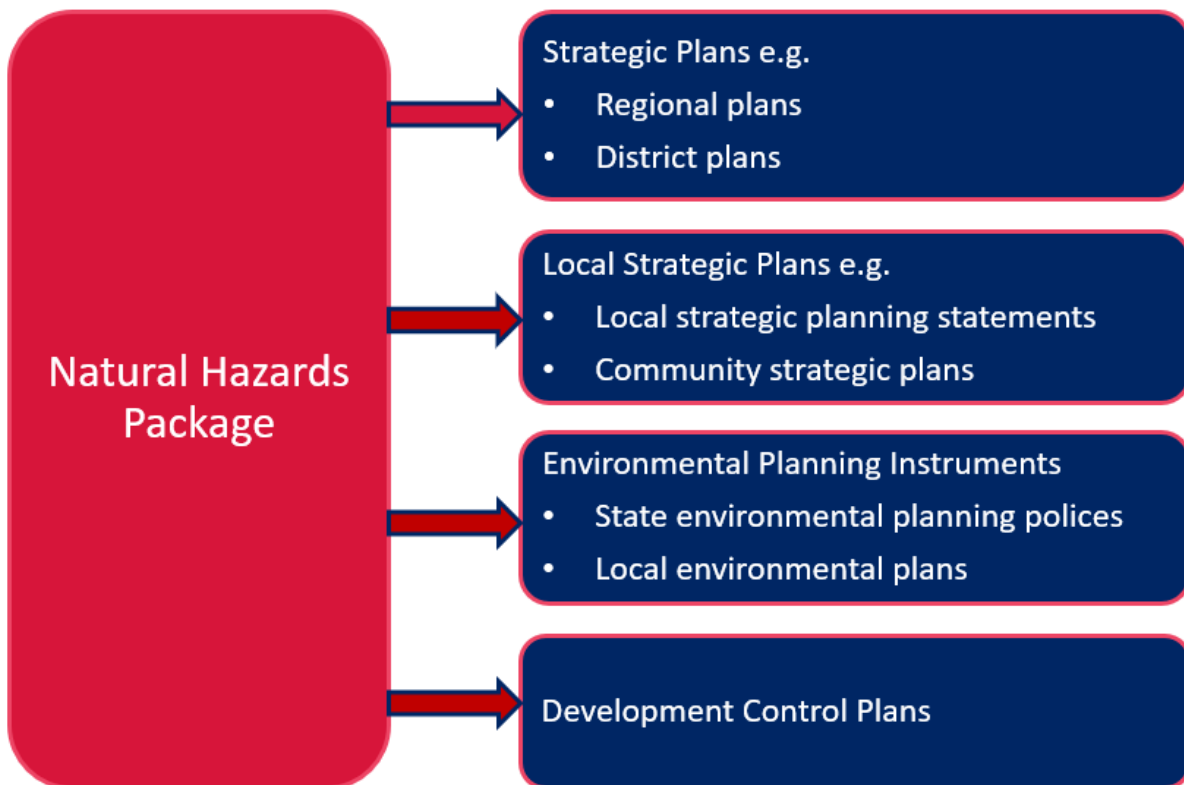 Natural Hazards
Package
Strategic Plans e.g.
• Regional plans
• District plans
Local Strategic Plans e.g.
• Local strategic planning statements
• Community strategic plans
Environmental Planning Instruments
• State environmental planning polices
• Local environmental plans
Development Control Plans